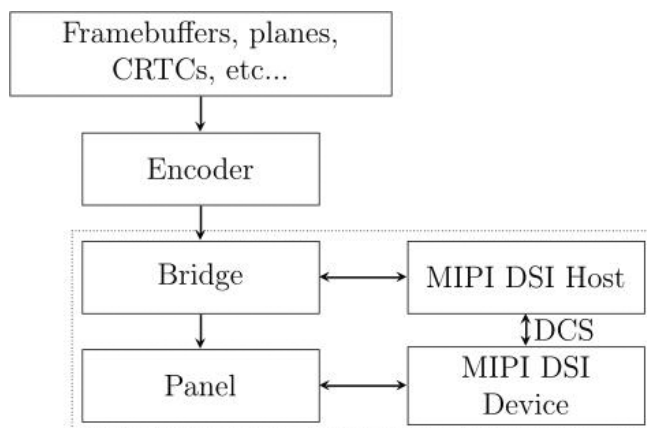 Framebuffers, planes,
CRTCs, etc...
Encoder
Bridge
MIPI DSI Host
DCS
Panel
MIPI DSI
Device